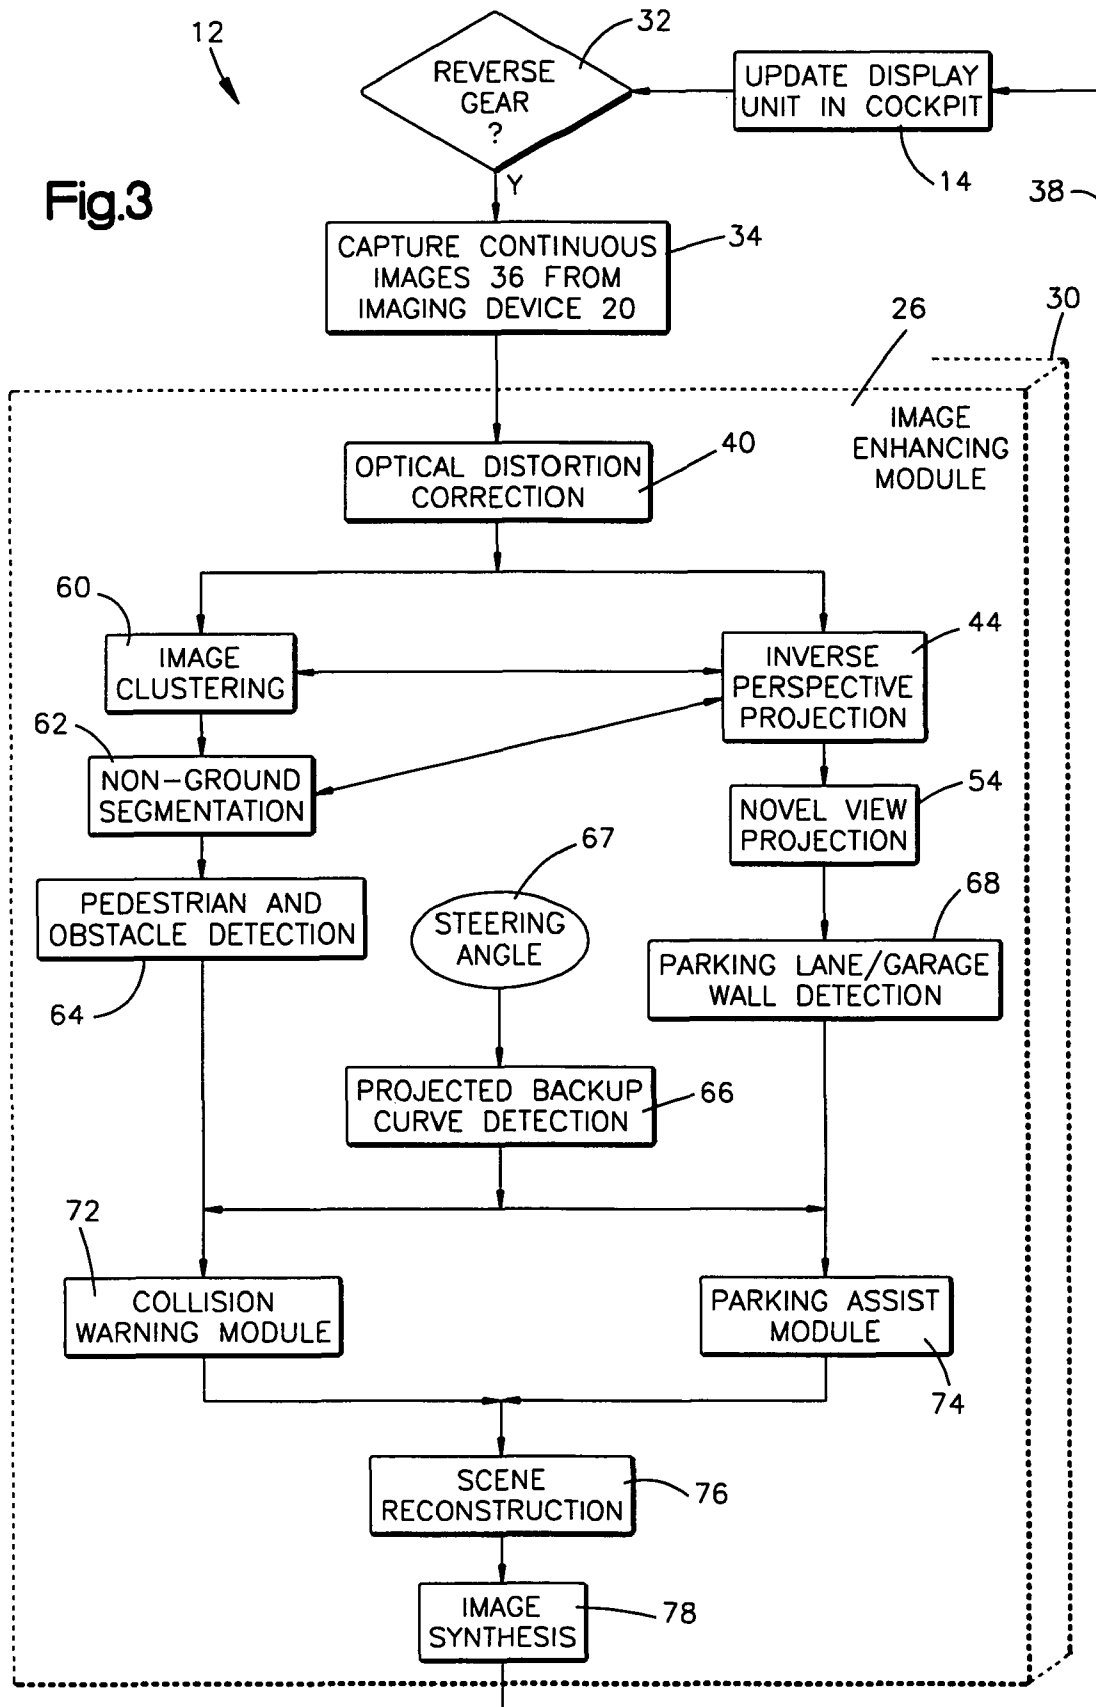 12
32
REVERSE
GEAR
?
UPDATE DISPLAY
UNIT IN COCKPIT
14
38
Fig.3
Y
CAPTURE CONTINUOUS
IMAGES 36 FROM
IMAGING DEVICE 20
34
26
30
IMAGE
ENHANCING
MODULE
OPTICAL DISTORTION
CORRECTION
40
60
IMAGE
CLUSTERING
44
INVERSE
PERSPECTIVE
PROJECTION
62
NON-GROUND
SEGMENTATION
54
NOVEL VIEW
PROJECTION
67
STEERING
ANGLE
PEDESTRIAN AND
OBSTACLE DETECTION
64
68
PARKING LANE/GARAGE
WALL DETECTION
PROJECTED BACKUP
CURVE DETECTION
66
72
COLLISION
WARNING MODULE
PARKING ASSIST
MODULE
74
SCENE
RECONSTRUCTION
76
IMAGE
SYNTHESIS
78